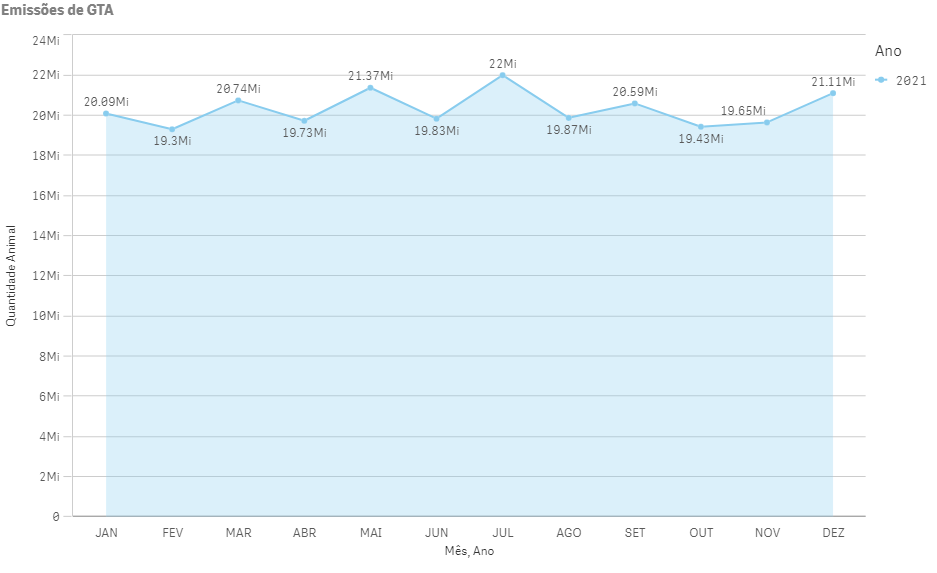 Emissões de GTA
24Mi
22Mi
20Mi
18Mi
16Mi
14Mi
12Mi
10Mi
8Mi
6Mi
4Mi
2Mi
0
Quantidade Animal
20.09Mi
19.3Mi
20.74Mi
19.73Mi
21.37Mi
19.83Mi
22Mi
19.87Mi
20.59Mi
19.43Mi
19.65Mi
21.11Mi
JAN FEV MAR ABR MAI JUN JUL AGO SET OUT NOV DEZ
Mês, Ano
Ano
2021